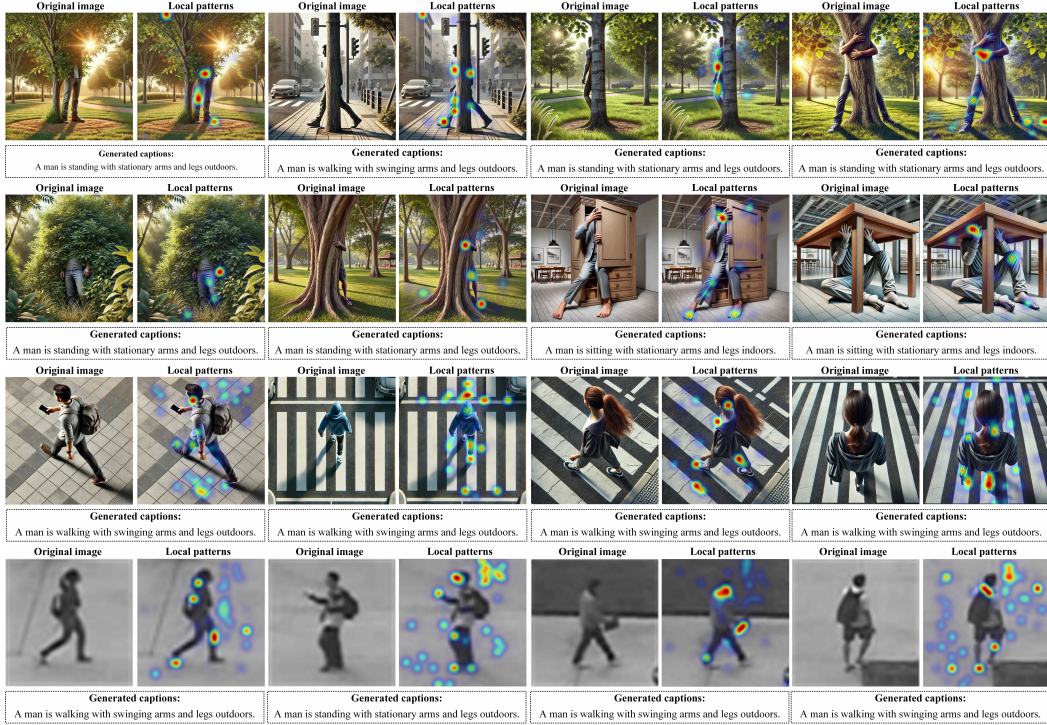 Original image Local patterns Original image Local patterns Original image Local patterns Original image Local patterns
Generated captions: Generated captions: Generated captions: Generated captions:
A man is standing with stationary arms and legs outdoors. A man is walking with swinging arms and legs outdoors. A man is standing with stationary arms and legs outdoors. A man is standing with stationary arms and legs outdoors.
Original image Local patterns Original image Local patterns Original image Local patterns Original image Local patterns
Generated captions: Generated captions: Generated captions: Generated captions:
A man is standing with stationary arms and legs outdoors. A man is standing with stationary arms and legs outdoors. A man is sitting with stationary arms and legs indoors. A man is sitting with stationary arms and legs indoors.
Original image Local patterns Original image Local patterns Original image Local patterns Original image Local patterns
Generated captions: Generated captions: Generated captions: Generated captions:
A man is walking with swinging arms and legs outdoors. A man is walking with swinging arms and legs outdoors. A man is walking with swinging arms and legs outdoors. A man is walking with swinging arms and legs outdoors.
Original image Local patterns Original image Local patterns Original image Local patterns Original image Local patterns
Generated captions: Generated captions: Generated captions: Generated captions:
A man is walking with swinging arms and legs outdoors. A man is standing with stationary arms and legs outdoors. A man is walking with swinging arms and legs outdoors. A man is walking with swinging arms and legs outdoors.